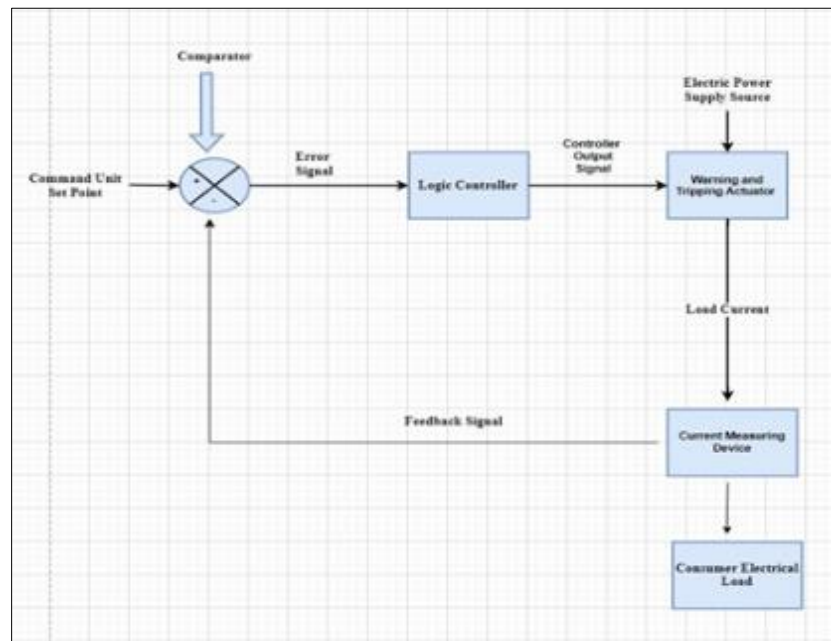 Comparator
Electric Power
Supply Source
Command Unit
Set Point
+
-
Error
Signal
Logic Controller
Controller
Output
Signal
Warning and
Tripping Actuator
Load Current
Feedback Signal
Current Measuring
Device
Consumer Electrical
Load